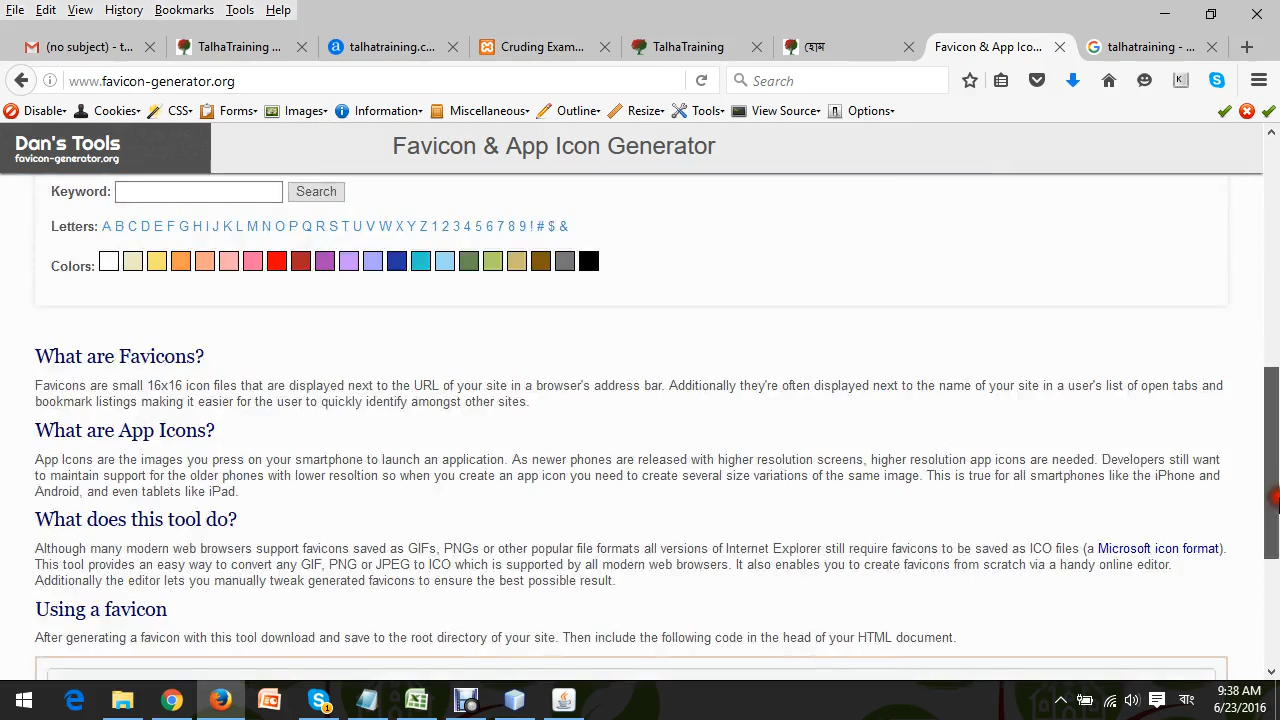 File Edit View History Bookmarks Tools Help
(no subject) - t... TalhaTraining ... talhatraining.c... Cruding Exam... TalhaTraining হোম Favicon & App Ico... talhatraining - ...
www.favicon-generator.org Search
Disable Cookies CSS Forms Images Information Miscellaneous Outline Resize Tools View Source Options
Dan's Tools Favicon & App Icon Generator
favicon-generator.org
Keyword: Search
Letters: A B C D E F G H I J K L M N O P Q R S T U V W X Y Z 1 2 3 4 5 6 7 8 9 ! # $ &
Colors:
What are Favicons?
Favicons are small 16x16 icon files that are displayed next to the URL of your site in a browser's address bar. Additionally they're often displayed next to the name of your site in a user's list of open tabs and
bookmark listings making it easier for the user to quickly identify amongst other sites.
What are App Icons?
App Icons are the images you press on your smartphone to launch an application. As newer phones are released with higher resolution screens, higher resolution app icons are needed. Developers still want
to maintain support for the older phones with lower resoltion so when you create an app icon you need to create several size variations of the same image. This is true for all smartphones like the iPhone and
Android, and even tablets like iPad.
What does this tool do?
Although many modern web browsers support favicons saved as GIFs, PNGs or other popular file formats all versions of Internet Explorer still require favicons to be saved as ICO files (a Microsoft icon format).
This tool provides an easy way to convert any GIF, PNG or JPEG to ICO which is supported by all modern web browsers. It also enables you to create favicons from scratch via a handy online editor.
Additionally the editor lets you manually tweak generated favicons to ensure the best possible result.
Using a favicon
After generating a favicon with this tool download and save to the root directory of your site. Then include the following code in the head of your HTML document.
বাং 9:38 AM
6/23/2016